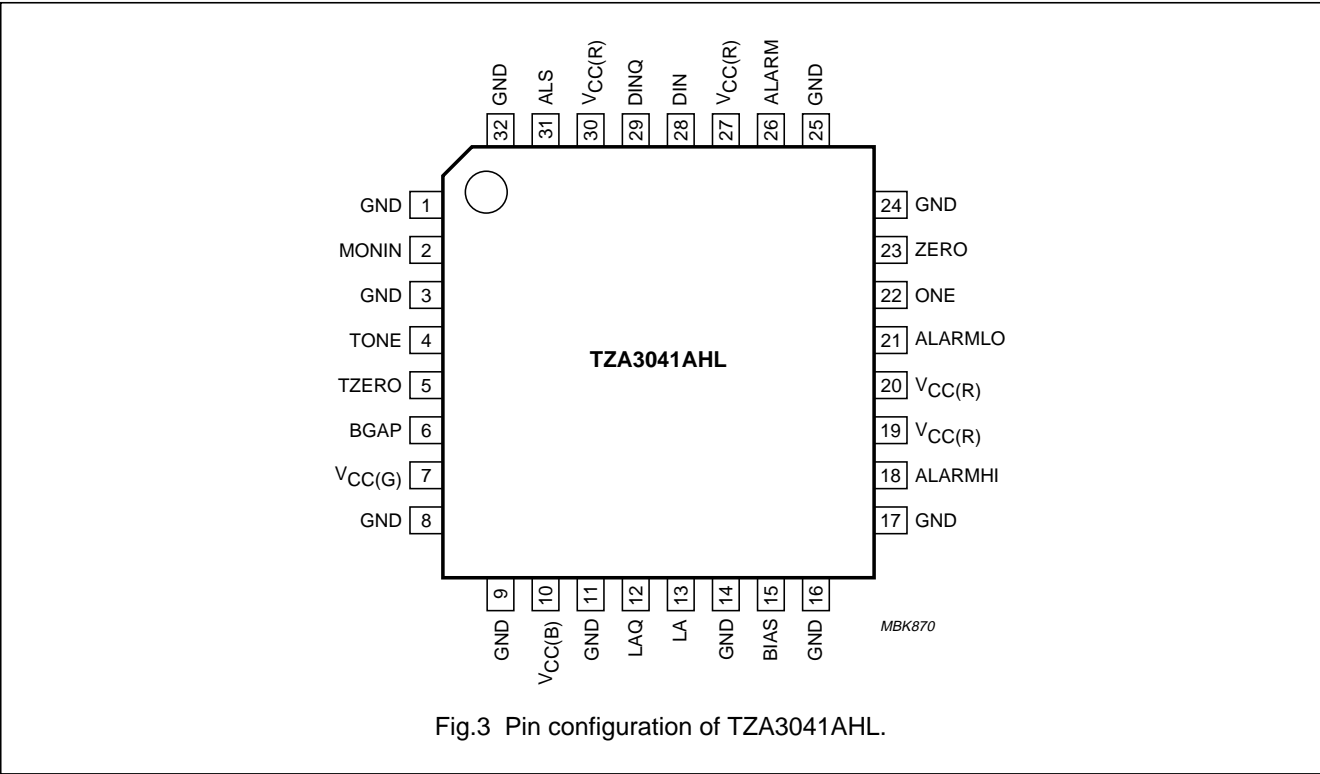 GND
ALS
VCC(R)
DINQ
DIN
VCC(R)
ALARM
GND
32
31
30
29
28
27
26
25
GND 1
MONIN 2
GND 3
TONE 4
TZERO 5
BGAP 6
VCC(G) 7
GND 8
TZA3041AHL
24 GND
23 ZERO
22 ONE
21 ALARMLO
20 VCC(R)
19 VCC(R)
18 ALARMHI
17 GND
9
10
11
12
13
14
15
16
GND
VCC(B)
GND
LAQ
LA
GND
BIAS
GND
MBK870
Fig.3 Pin configuration of TZA3041AHL.